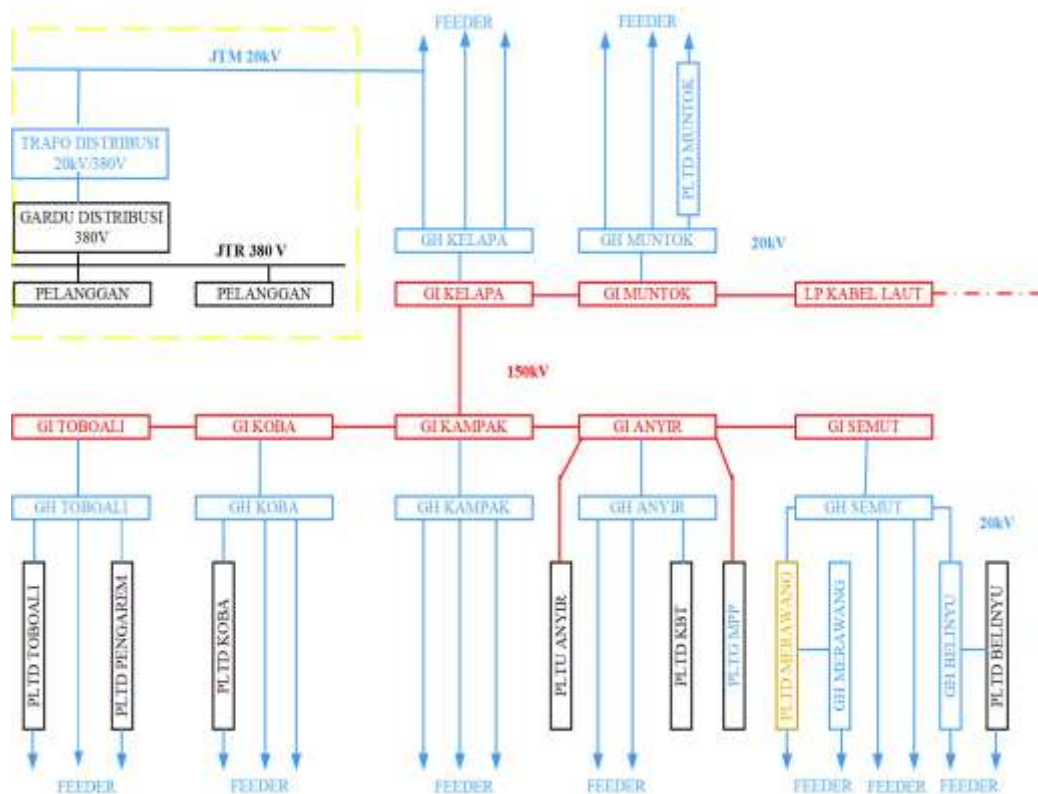 FEEDER
FEEDER
JTM 20kV
TRAFO DISTRIBUSI
20kV/380V
PLTD MUNTOK
GARDU DISTRIBUSI
380V
JTR 380 V
GH KELAPA
GH MUNTOK
20kV
PELANGGAN
PELANGGAN
GI KELAPA
GI MUNTOK
LP KABEL LAUT
150kV
GI TOBOALI
GI KOBA
GI KAMPAK
GI ANYIR
GI SEMUT
GH TOBOALI
GH KOBA
GH KAMPAK
GH ANYIR
GH SEMUT
20kV
PLTD TOBOALI
PLTD PENGAREM
PLTD KOBA
PLTU ANYIR
PLTD KBT
PLTG MPP
PLTD MERAWANG
GH MERAWANG
GH BELINYU
PLTD BELINYU
FEEDER
FEEDER
FEEDER
FEEDER
FEEDER
FEEDER
FEEDER